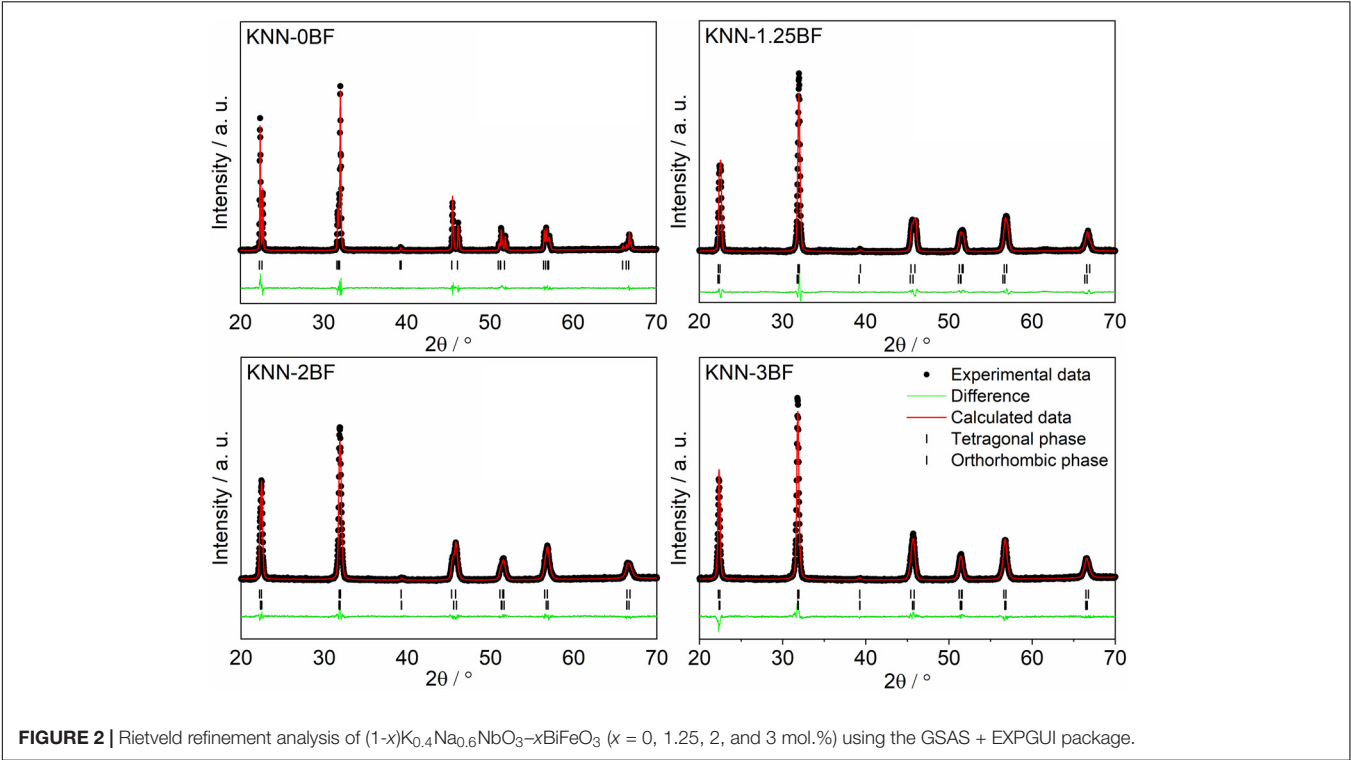 KNN-0BF
Intensity / a. u.
20 30 40 50 60 70
2θ / °
KNN-1.25BF
Intensity / a. u.
20 30 40 50 60 70
2θ / °
KNN-2BF
Intensity / a. u.
20 30 40 50 60 70
2θ / °
KNN-3BF
Experimental data
Difference
Calculated data
Tetragonal phase
Orthorhombic phase
Intensity / a. u.
20 30 40 50 60 70
2θ / °
FIGURE 2 | Rietveld refinement analysis of (1-x)K₀.₄Na₀.₆NbO₃–xBiFeO₃ (x = 0, 1.25, 2, and 3 mol.%) using the GSAS + EXPGUI package.